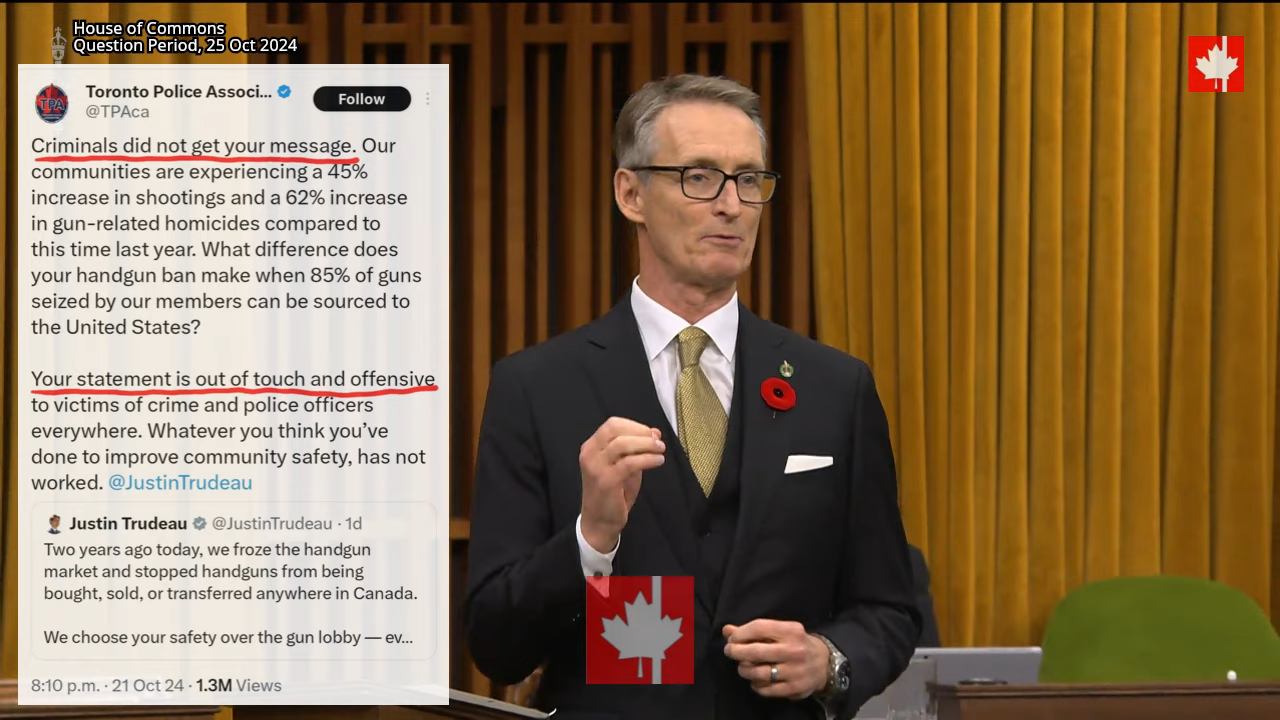 House of Commons
Question Period, 25 Oct 2024
Toronto Police Associ...
Follow
@TPAca
TPA
Criminals did not get your message. Our
communities are experiencing a 45%
increase in shootings and a 62% increase
in gun-related homicides compared to
this time last year. What difference does
your handgun ban make when 85% of guns
seized by our members can be sourced to
the United States?
Your statement is out of touch and offensive
to victims of crime and police officers
everywhere. Whatever you think you’ve
done to improve community safety, has not
worked. @JustinTrudeau
Justin Trudeau @JustinTrudeau · 1d
Two years ago today, we froze the handgun
market and stopped handguns from being
bought, sold, or transferred anywhere in Canada.
We choose your safety over the gun lobby — ev...
8:10 p.m. · 21 Oct 24 · 1.3M Views